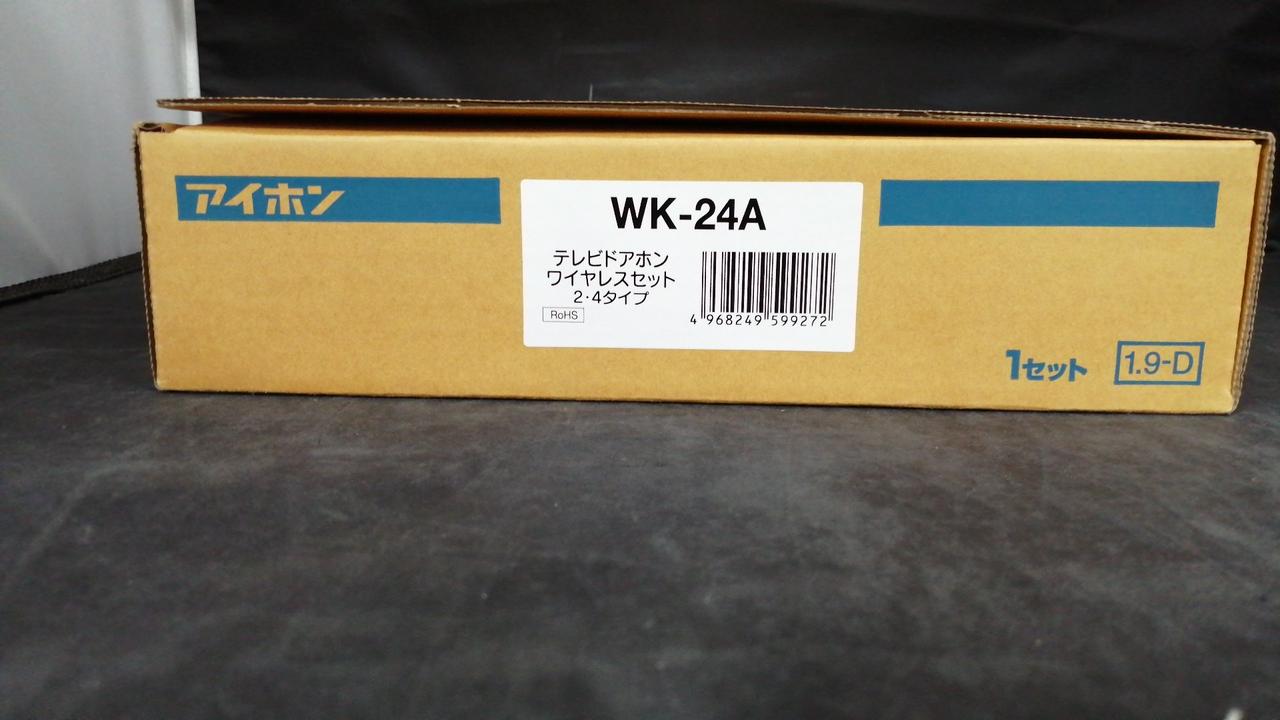 アイホン
WK-24A
テレビドアホン
ワイヤレスセット
2・4タイプ
RoHS
4 968249 599272
1セット
1.9-D